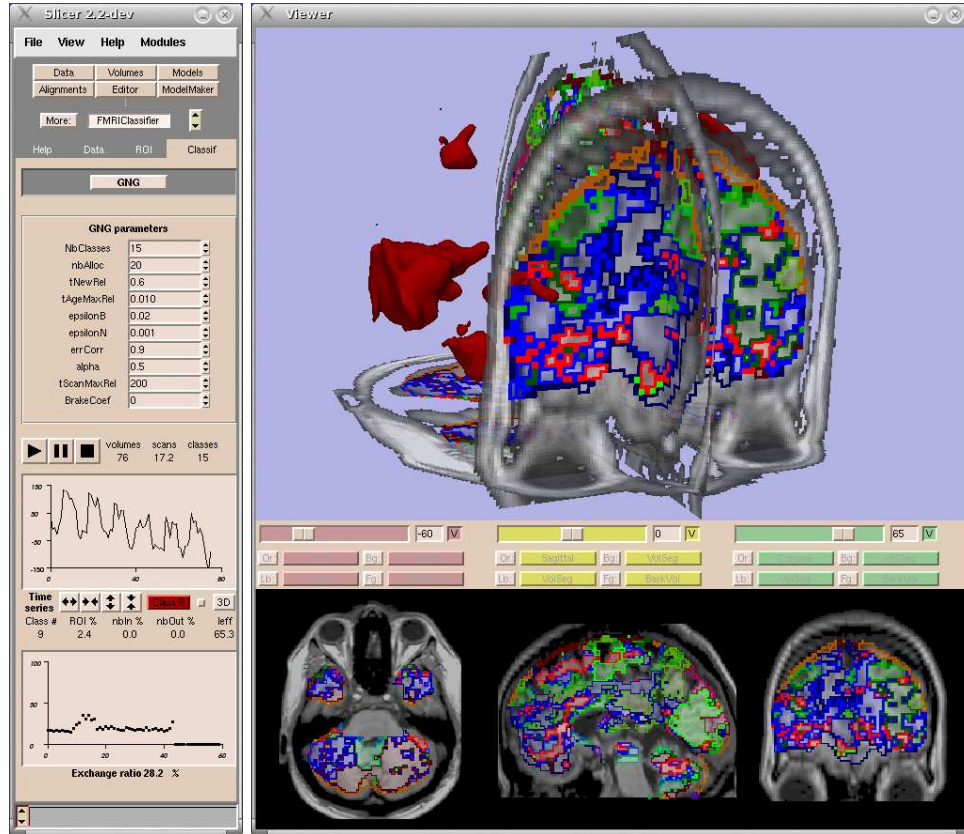 Slicer 2.2-dev
File View Help Modules
Data Volumes Models
Alignments Editor ModelMaker
More: FMRIClassifier
Help Data ROI Classif
GNG
GNG parameters
NbClasses 15
nbAlloc 20
tNewRel 0.6
tAgeMaxRel 0.010
epsilonB 0.02
epsilonN 0.001
errCorr 0.9
alpha 0.5
tScanMaxRel 200
BrakeCoef 0
volumes scans classes
76 17.2 15
150
50
-50
-150
0 40 80
Time series Class 9 3D
Class # ROI % nbIn % nbOut % leff
9 2.4 0.0 0.0 65.3
100
50
0
0 20 40 60
Exchange ratio 28.2 %
Viewer
-60 V 0 V 65 V
Or Bg: Or: Sagittal Bg: VolSeg Or Bg: VolSeg
Lb: Fg: Lb: VolSeg Fg: BackVol Lb: VolSeg Fg: BackVol